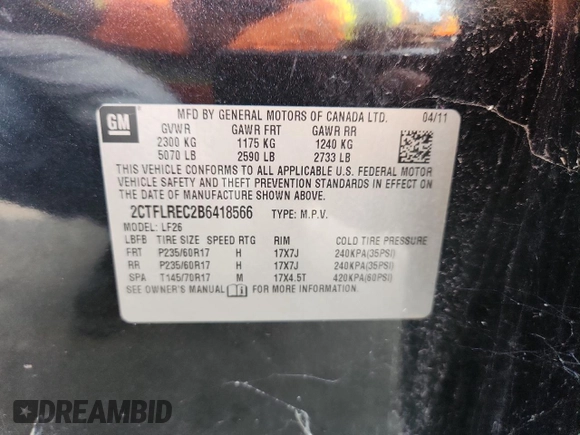 GM
MFD BY GENERAL MOTORS OF CANADA LTD. 04/11
GVWR GAWR FRT GAWR RR
2300 KG 1175 KG 1240 KG
5070 LB 2590 LB 2733 LB
THIS VEHICLE CONFORMS TO ALL APPLICABLE U.S. FEDERAL MOTOR
VEHICLE SAFETY AND THEFT PREVENTION STANDARDS IN EFFECT ON
THE DATE OF MANUFACTURE SHOWN ABOVE.
2CTFLREC2B6418566 TYPE: M.P.V.
MODEL: LF26
LBFB TIRE SIZE SPEED RTG RIM COLD TIRE PRESSURE
FRT P235/60R17 H 17X7J 240KPA(35PSI)
RR P235/60R17 H 17X7J 240KPA(35PSI)
SPA T145/70R17 M 17X4.5T 420KPA(60PSI)
SEE OWNER'S MANUAL FOR MORE INFORMATION
DREAMBID